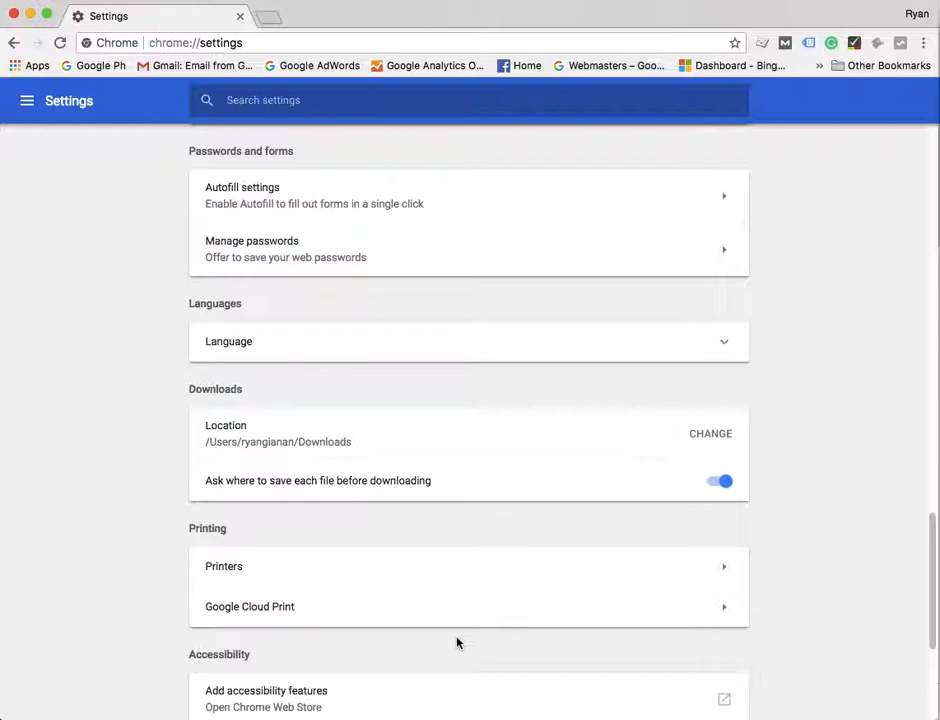 Settings
Ryan
Chrome chrome://settings
Apps Google Ph Gmail: Email from G... Google AdWords Google Analytics O... Home Webmasters – Goo... Dashboard - Bing... » Other Bookmarks
Settings Search settings
Passwords and forms
Autofill settings
Enable Autofill to fill out forms in a single click
Manage passwords
Offer to save your web passwords
Languages
Language
Downloads
Location
/Users/ryangianan/Downloads
CHANGE
Ask where to save each file before downloading
Printing
Printers
Google Cloud Print
Accessibility
Add accessibility features
Open Chrome Web Store